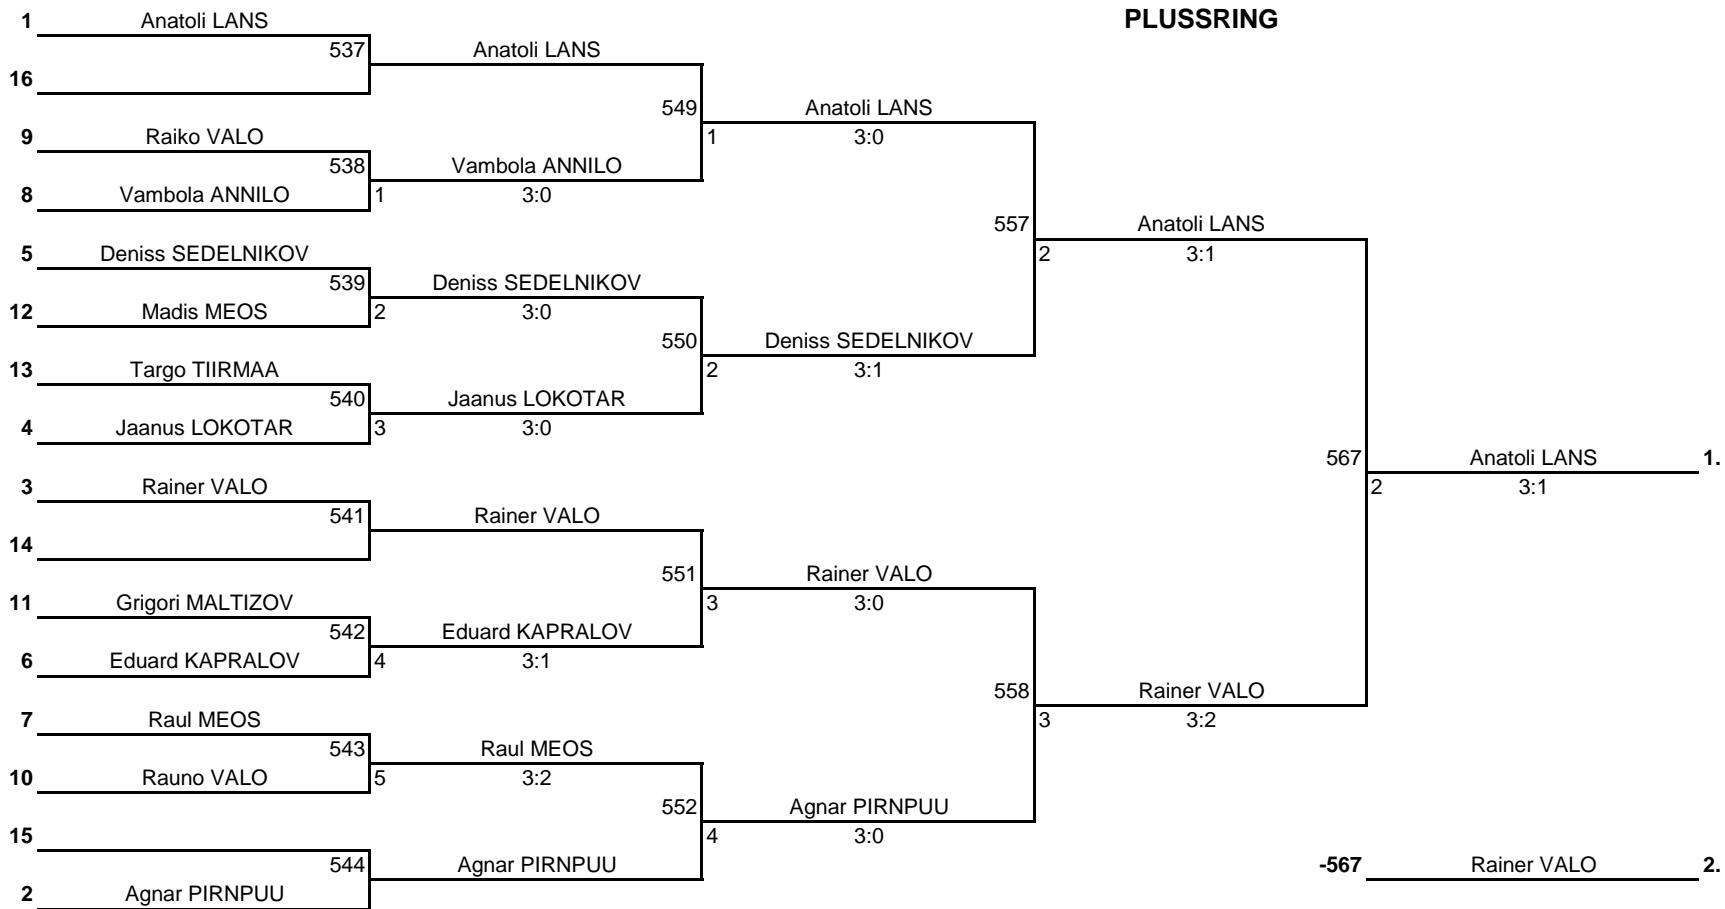 PLUSSRING
1 Anatoli LANS
537 Anatoli LANS
16
549 Anatoli LANS
9 Raiko VALO 1 3:0
538 Vambola ANNILO
8 Vambola ANNILO 1 3:0
557 Anatoli LANS
5 Deniss SEDELNIKOV 2 3:1
539 Deniss SEDELNIKOV
12 Madis MEOS 2 3:0
550 Deniss SEDELNIKOV
13 Targo TIIRMAA 2 3:1
540 Jaanus LOKOTAR
4 Jaanus LOKOTAR 3 3:0
567 Anatoli LANS 1.
3 Rainer VALO 2 3:1
541 Rainer VALO
14
551 Rainer VALO
11 Grigori MALTIZOV 3 3:0
542 Eduard KAPRALOV
6 Eduard KAPRALOV 4 3:1
558 Rainer VALO
7 Raul MEOS 3 3:2
543 Raul MEOS
10 Rauno VALO 5 3:2
552 Agnar PIRNPUU
15 4 3:0
544 Agnar PIRNPUU -567 Rainer VALO 2.
2 Agnar PIRNPUU